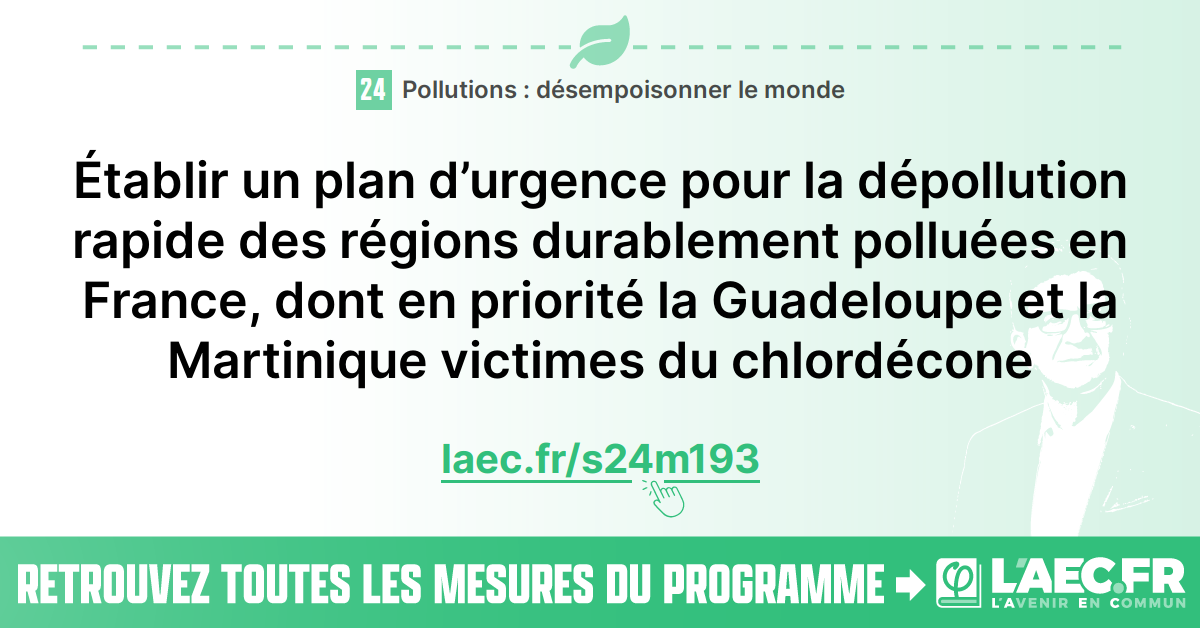 24 Pollutions : désempoisonner le monde
Établir un plan d’urgence pour la dépollution
rapide des régions durablement polluées en
France, dont en priorité la Guadeloupe et la
Martinique victimes du chlordécone
laec.fr/s24m193
RETROUVEZ TOUTES LES MESURES DU PROGRAMME
φ L'AEC.FR
L'AVENIR EN COMMUN